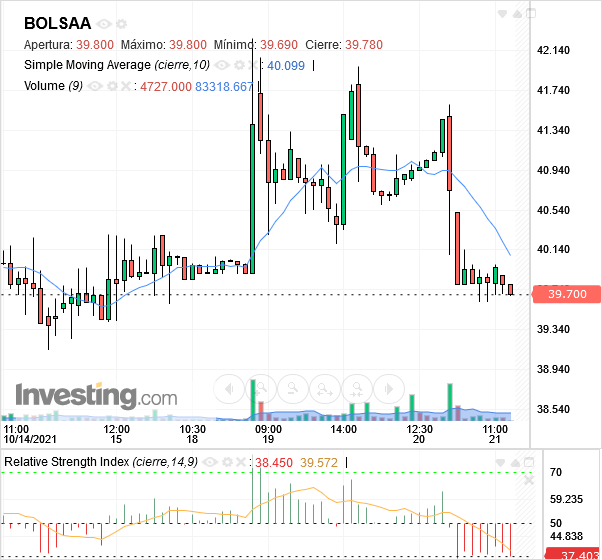 BOLSAA
Apertura: 39.800 Máximo: 39.800 Mínimo: 39.690 Cierre: 39.780
Simple Moving Average (cierre,10) : 40.099
Volume (9) : 4727.000 83318.667
42.140
41.740
41.340
40.940
40.540
40.140
39.700
39.340
38.940
38.540
Investing.com
11:00 12:00 10:30 09:00 14:00 12:30 11:00
10/14/2021 15 18 19 20 21
Relative Strength Index (cierre,14,9) : 38.450 39.572
70
59.235
50
44.838
37.403